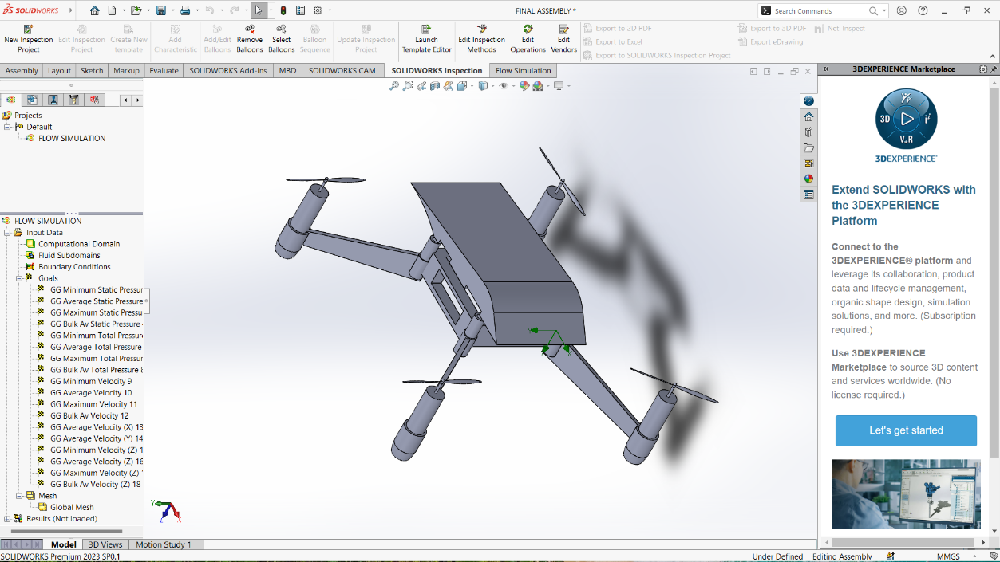 SOLIDWORKS
FINAL ASSEMBLY *
Search Commands
New Inspection Project
Edit Inspection Project
Create New template
Add Characteristic
Add/Edit Balloons
Remove Balloons
Select Balloons
Balloon Sequence
Update Inspection Project
Launch Template Editor
Edit Inspection Methods
Edit Operations
Edit Vendors
Export to 2D PDF
Export to Excel
Export to SOLIDWORKS Inspection Project
Export to 3D PDF
Export eDrawing
Net-Inspect
Assembly
Layout
Sketch
Markup
Evaluate
SOLIDWORKS Add-Ins
MBD
SOLIDWORKS CAM
SOLIDWORKS Inspection
Flow Simulation
Projects
Default
FLOW SIMULATION
FLOW SIMULATION
Input Data
Computational Domain
Fluid Subdomains
Boundary Conditions
Goals
GG Minimum Static Pressur
GG Average Static Pressure
GG Maximum Static Pressu
GG Bulk Av Static Pressure
GG Minimum Total Pressur
GG Average Total Pressure
GG Maximum Total Pressur
GG Bulk Av Total Pressure 8
GG Minimum Velocity 9
GG Average Velocity 10
GG Maximum Velocity 11
GG Bulk Av Velocity 12
GG Average Velocity (X) 13
GG Average Velocity (Y) 14
GG Minimum Velocity (Z) 1
GG Average Velocity (Z) 16
GG Maximum Velocity (Z) 
GG Bulk Av Velocity (Z) 18
Mesh
Global Mesh
Results (Not loaded)
Y
Z
X
Y
Z
X
3DEXPERIENCE Marketplace
3D
V+R
3DEXPERIENCE
Extend SOLIDWORKS with
the 3DEXPERIENCE
Platform
Connect to the
3DEXPERIENCE® platform and
leverage its collaboration, product
data and lifecycle management,
organic shape design, simulation
solutions, and more. (Subscription
required.)
Use 3DEXPERIENCE
Marketplace to source 3D content
and services worldwide. (No
license required.)
Let's get started
Model
3D Views
Motion Study 1
SOLIDWORKS Premium 2023 SP0.1
Under Defined
Editing Assembly
MMGS